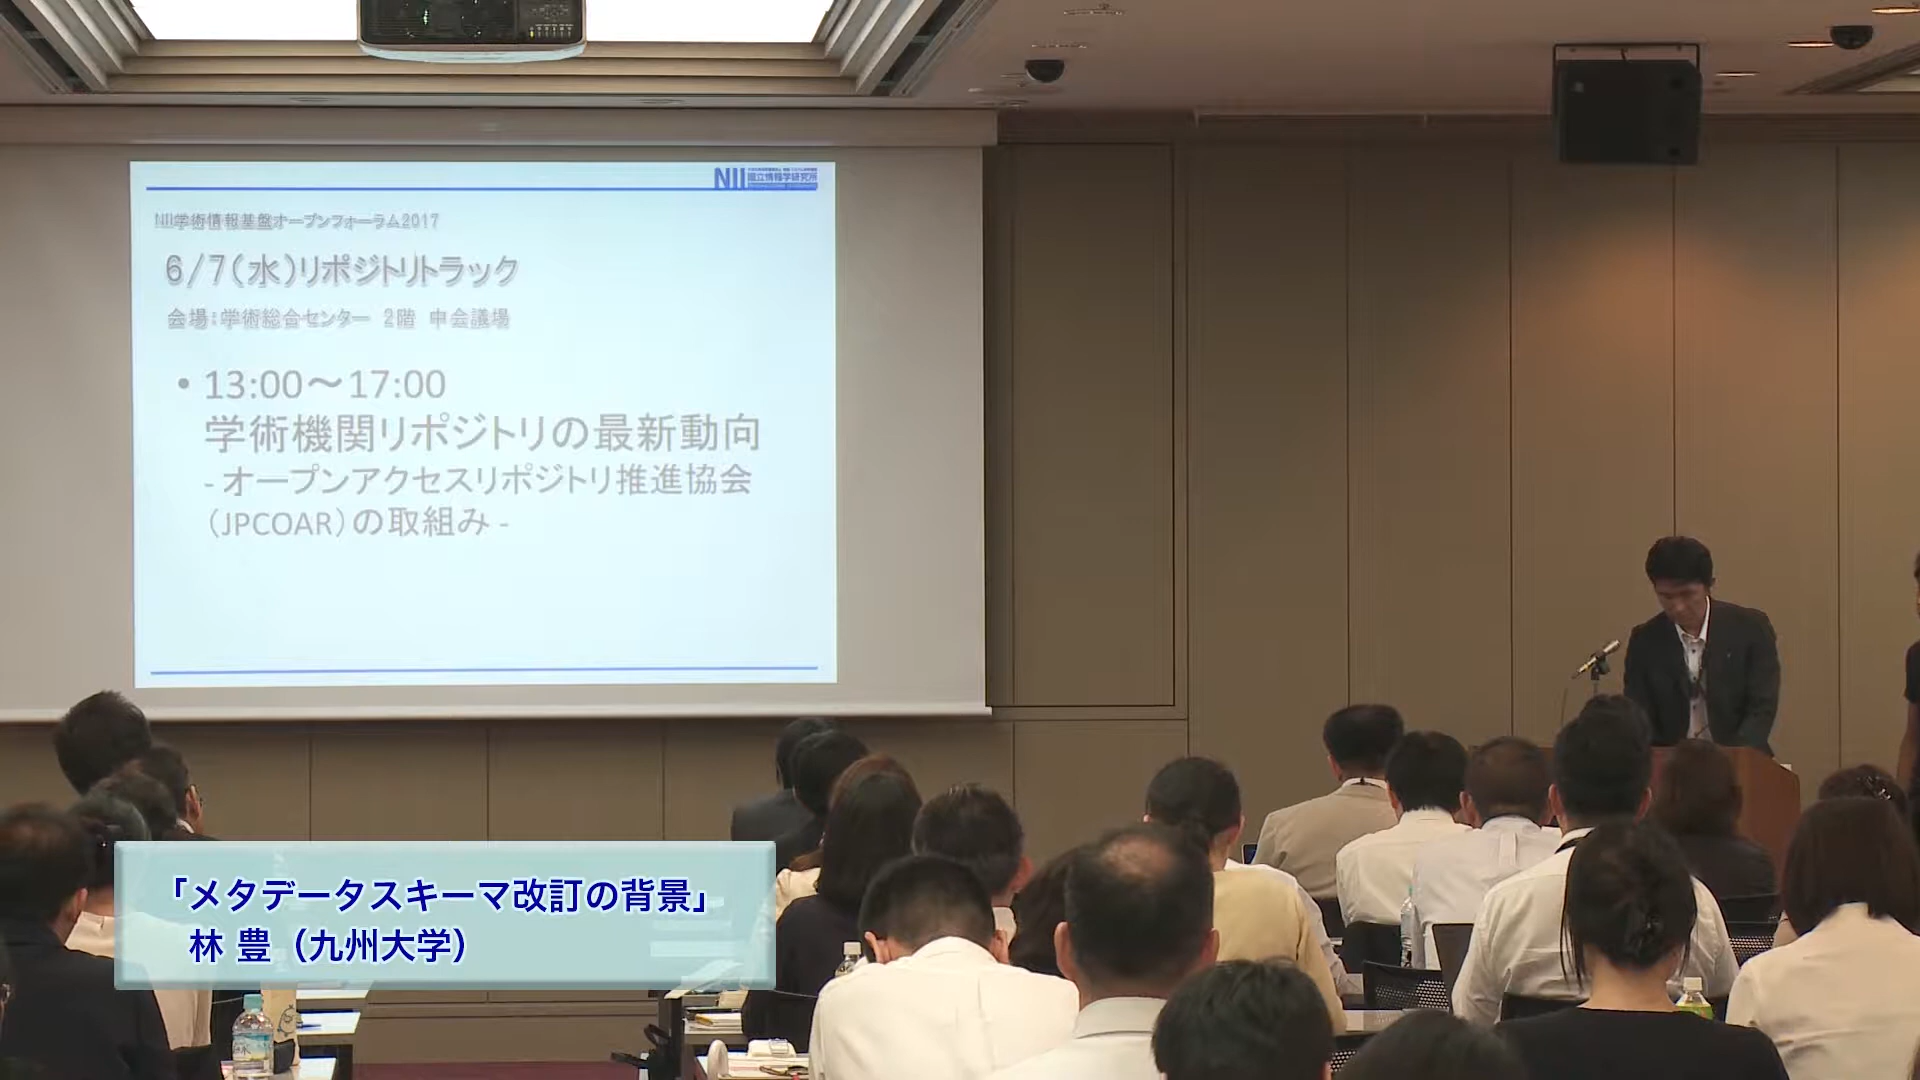 NII 国立情報学研究所
NII学術情報基盤オープンフォーラム2017
6/7(水)リポジトリトラック
会場:学術総合センター 2階 中会議場
• 13:00～17:00
学術機関リポジトリの最新動向
- オープンアクセスリポジトリ推進協会
(JPCOAR)の取組み -
「メタデータスキーマ改訂の背景」
林 豊（九州大学）